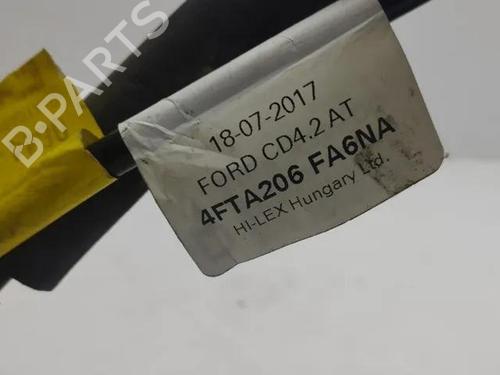 B-PARTS
18-07-2017
FORD CD4.2 AT
4FTA206 FA6NA
HI-LEX Hungary Ltd.